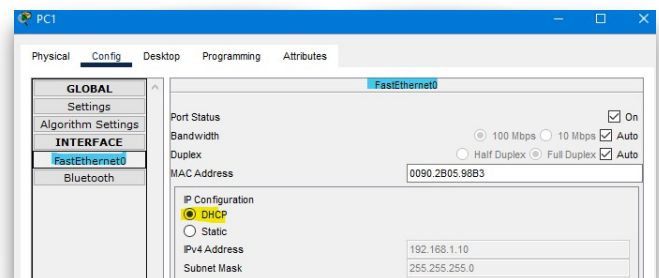 PC1
Physical Config Desktop Programming Attributes
GLOBAL
Settings
Algorithm Settings
INTERFACE
FastEthernet0
Bluetooth
FastEthernet0
Port Status On
Bandwidth 100 Mbps 10 Mbps Auto
Duplex Half Duplex Full Duplex Auto
MAC Address 0090.2B05.98B3
IP Configuration
DHCP
Static
IPv4 Address 192.168.1.10
Subnet Mask 255.255.255.0